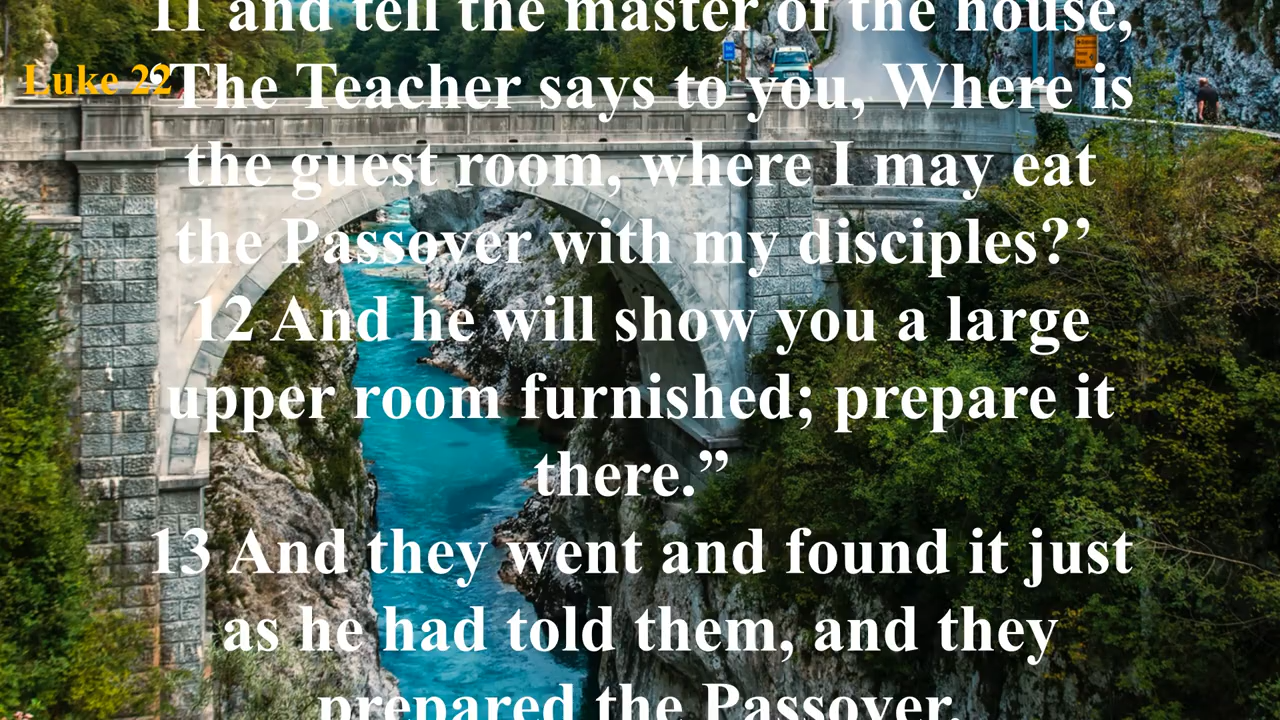 11 and tell the master of the house,
Luke 22
‘The Teacher says to you, Where is
the guest room, where I may eat
the Passover with my disciples?’
12 And he will show you a large
upper room furnished; prepare it
there.”
13 And they went and found it just
as he had told them, and they
prepared the Passover.